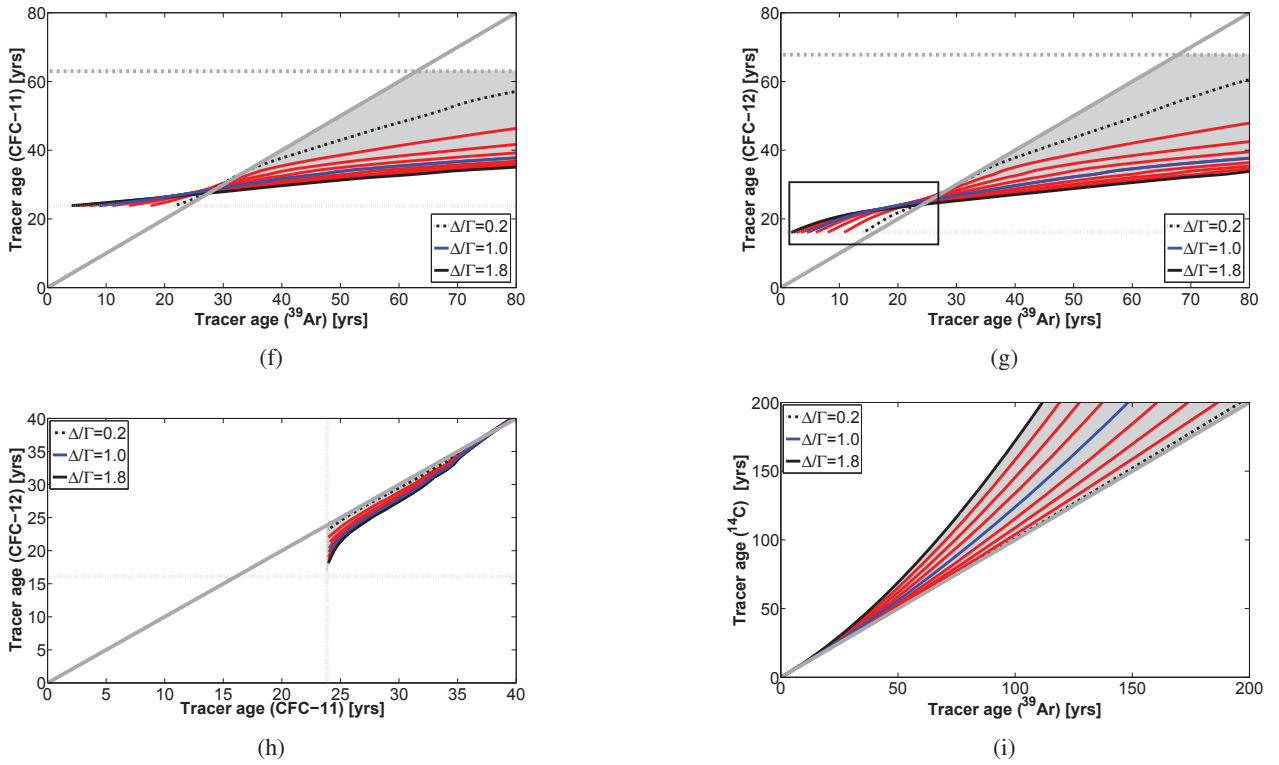 80
60
40
20
0
Tracer age (CFC−11) [yrs]
Δ/Γ=0.2
Δ/Γ=1.0
Δ/Γ=1.8
0 10 20 30 40 50 60 70 80
Tracer age (³⁹Ar) [yrs]
(f)
80
60
40
20
0
Tracer age (CFC−12) [yrs]
Δ/Γ=0.2
Δ/Γ=1.0
Δ/Γ=1.8
0 10 20 30 40 50 60 70 80
Tracer age (³⁹Ar) [yrs]
(g)
40
35
30
25
20
15
10
5
0
Tracer age (CFC−12) [yrs]
Δ/Γ=0.2
Δ/Γ=1.0
Δ/Γ=1.8
0 5 10 15 20 25 30 35 40
Tracer age (CFC−11) [yrs]
(h)
200
150
100
50
0
Tracer age (¹⁴C) [yrs]
Δ/Γ=0.2
Δ/Γ=1.0
Δ/Γ=1.8
0 50 100 150 200
Tracer age (³⁹Ar) [yrs]
(i)